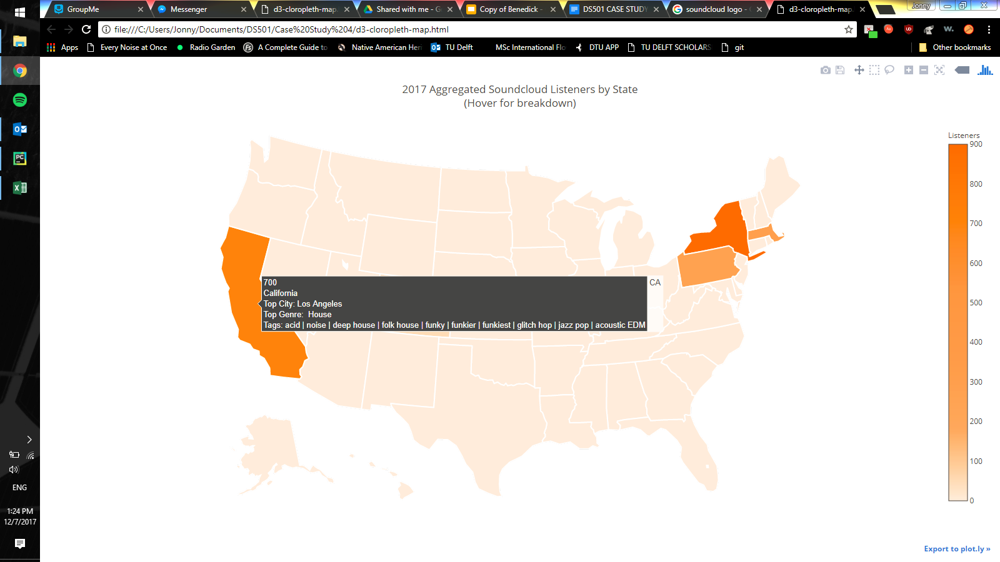 GroupMe
Messenger
d3-cloropleth-map.
Shared with me - G
Copy of Benedick -
DS501 CASE STUDY
soundcloud logo -
d3-cloropleth-map.
Jonny
file:///C:/Users/Jonny/Documents/DS501/Case%20Study%204/d3-cloropleth-map.html
Apps
Every Noise at Once
Radio Garden
A Complete Guide to
Native American Her
TU Delft
MSc International Flo
DTU APP
TU DELFT SCHOLARS
git
Other bookmarks
2017 Aggregated Soundcloud Listeners by State
(Hover for breakdown)
Listeners
900
800
700
600
500
400
300
200
100
0
700
California
Top City: Los Angeles
Top Genre:  House
Tags: acid | noise | deep house | folk house | funky | funkier | funkiest | glitch hop | jazz pop | acoustic EDM
CA
ENG
1:24 PM
12/7/2017
Export to plot.ly »